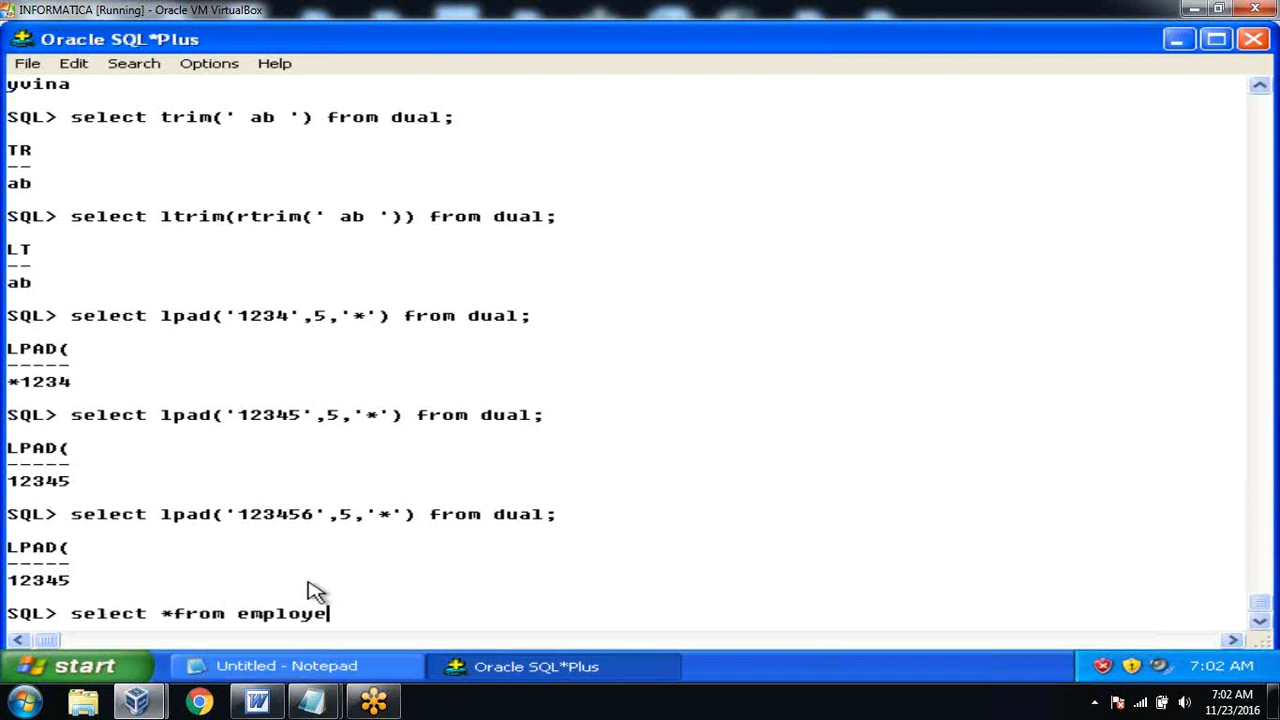 INFORMATICA [Running] - Oracle VM VirtualBox
Oracle SQL*Plus
File Edit Search Options Help
yvina
SQL> select trim(' ab ') from dual;
TR
--
ab
SQL> select ltrim(rtrim(' ab ')) from dual;
LT
--
ab
SQL> select lpad('1234',5,'*') from dual;
LPAD(
-----
*1234
SQL> select lpad('12345',5,'*') from dual;
LPAD(
-----
12345
SQL> select lpad('123456',5,'*') from dual;
LPAD(
-----
12345
SQL> select *from employe
start Untitled - Notepad Oracle SQL*Plus 7:02 AM
7:02 AM
11/23/2016